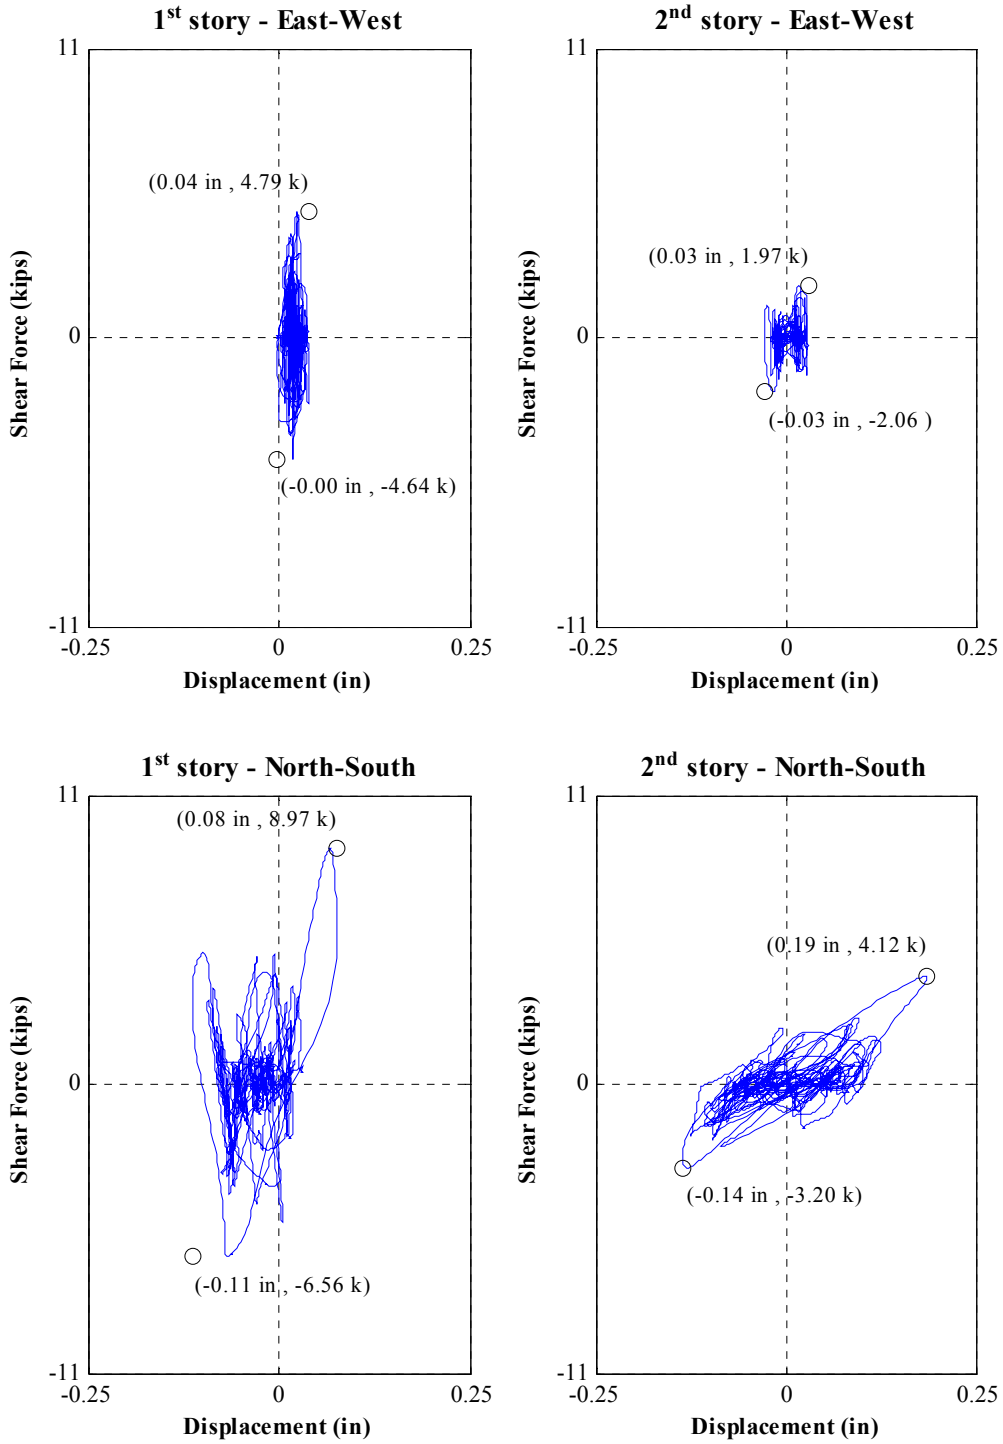 1st story - East-West
11
(0.04 in , 4.79 k)
Shear Force (kips)
0
(-0.00 in , -4.64 k)
-11
-0.25 0 0.25
Displacement (in)
2nd story - East-West
11
(0.03 in , 1.97 k)
Shear Force (kips)
0
(-0.03 in , -2.06 )
-11
-0.25 0 0.25
Displacement (in)
1st story - North-South
11
(0.08 in , 8.97 k)
Shear Force (kips)
0
(-0.11 in , -6.56 k)
-11
-0.25 0 0.25
Displacement (in)
2nd story - North-South
11
(0.19 in , 4.12 k)
Shear Force (kips)
0
(-0.14 in , -3.20 k)
-11
-0.25 0 0.25
Displacement (in)